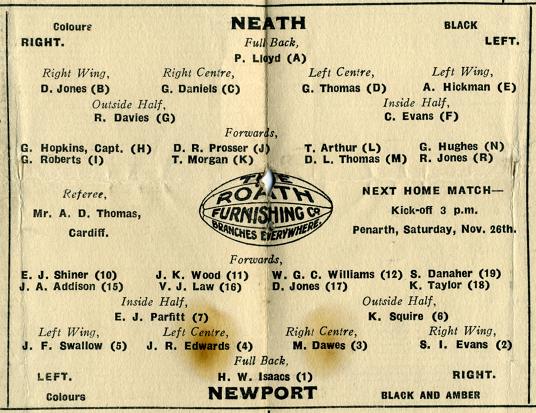 Colours NEATH BLACK
RIGHT. Full Back, LEFT.
P. Lloyd (A)
Right Wing, Right Centre, Left Centre, Left Wing,
D. Jones (B) G. Daniels (C) G. Thomas (D) A. Hickman (E)
Outside Half, Inside Half,
R. Davies (G) C. Evans (F)
Forwards,
G. Hopkins, Capt. (H) D. R. Prosser (J) T. Arthur (L) G. Hughes (N)
G. Roberts (I) T. Morgan (K) D. L. Thomas (M) R. Jones (R)
Referee,
Mr. A. D. Thomas,
Cardiff.
THE
ROATH
FURNISHING Co
BRANCHES EVERYWHERE.
NEXT HOME MATCH—
Kick-off 3 p.m.
Penarth, Saturday, Nov. 26th.
Forwards,
E. J. Shiner (10) J. K. Wood (11) W. G. C. Williams (12) S. Danaher (19)
J. A. Addison (15) V. J. Law (16) D. Jones (17) K. Taylor (18)
Inside Half, Outside Half,
E. J. Parfitt (7) K. Squire (6)
Left Wing, Left Centre, Right Centre, Right Wing,
J. F. Swallow (5) J. R. Edwards (4) M. Dawes (3) S. I. Evans (2)
Full Back,
LEFT. H. W. Isaacs (1) RIGHT.
Colours NEWPORT BLACK AND AMBER